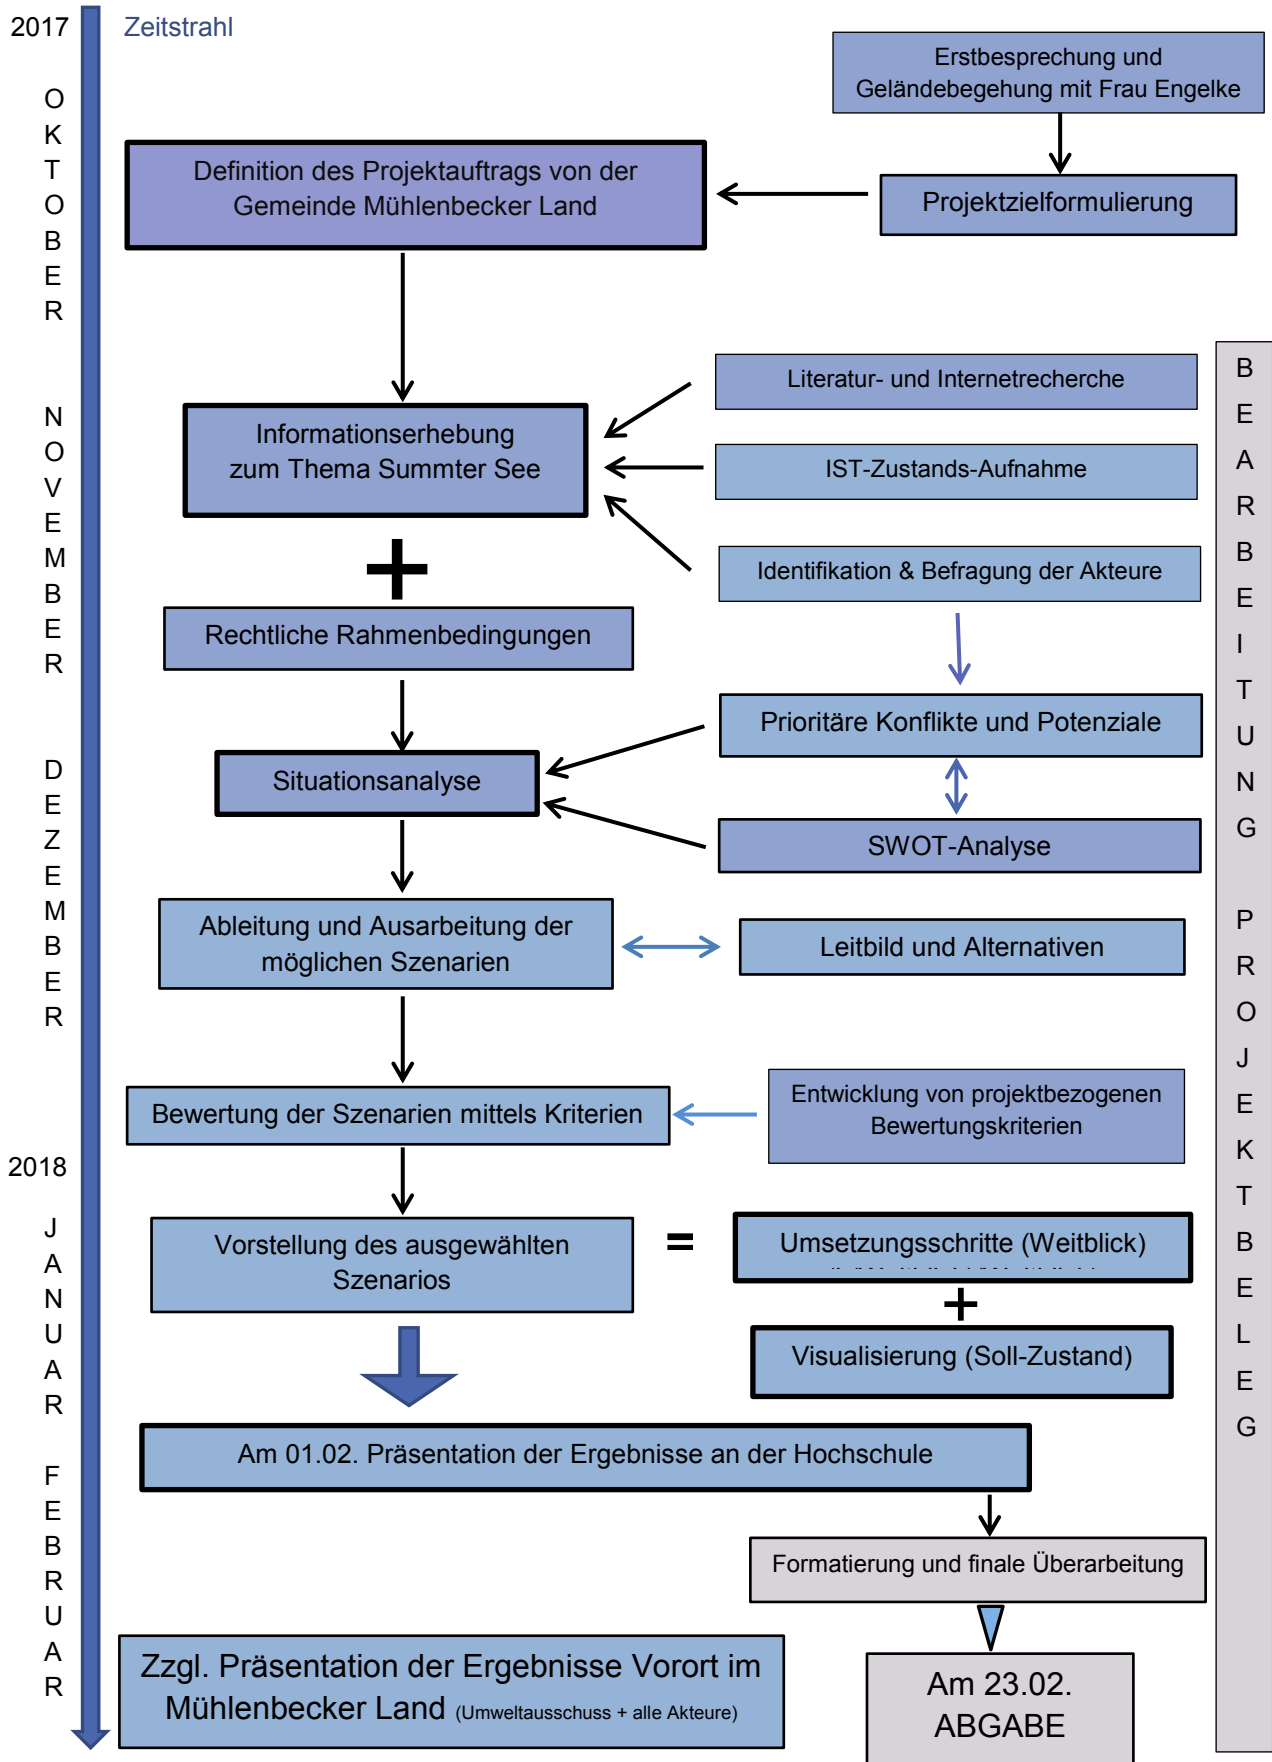 2017
Zeitstrahl
Erstbesprechung und
Geländebegehung mit Frau Engelke
OKTOBER
Definition des Projektauftrags von der
Gemeinde Mühlenbecker Land
Projektzielformulierung
BEARBEITUNG PROJEKTBELEG
Literatur- und Internetrecherche
NOVEMBER
Informationserhebung
zum Thema Summter See
IST-Zustands-Aufnahme
+
Identifikation & Befragung der Akteure
Rechtliche Rahmenbedingungen
Prioritäre Konflikte und Potenziale
DEZEMBER
Situationsanalyse
SWOT-Analyse
Ableitung und Ausarbeitung der
möglichen Szenarien
Leitbild und Alternativen
Bewertung der Szenarien mittels Kriterien
Entwicklung von projektbezogenen
Bewertungskriterien
2018
JANUAR
Vorstellung des ausgewählten
Szenarios
=
Umsetzungsschritte (Weitblick)
+
Visualisierung (Soll-Zustand)
Am 01.02. Präsentation der Ergebnisse an der Hochschule
FEBRUAR
Formatierung und finale Überarbeitung
Zzgl. Präsentation der Ergebnisse Vorort im
Mühlenbecker Land (Umweltausschuss + alle Akteure)
Am 23.02.
ABGABE